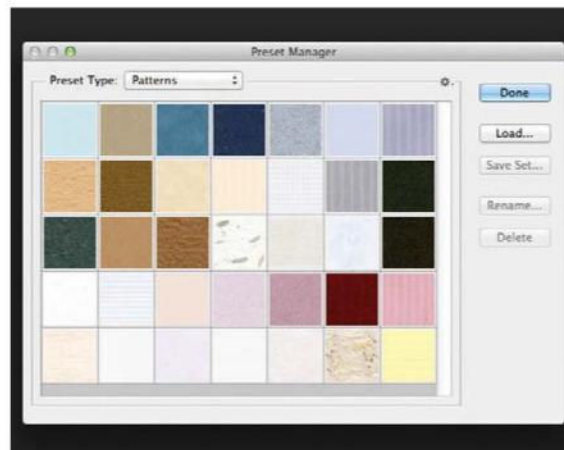 Preset Manager
Preset Type: Patterns
Done
Load...
Save Set...
Rename...
Delete